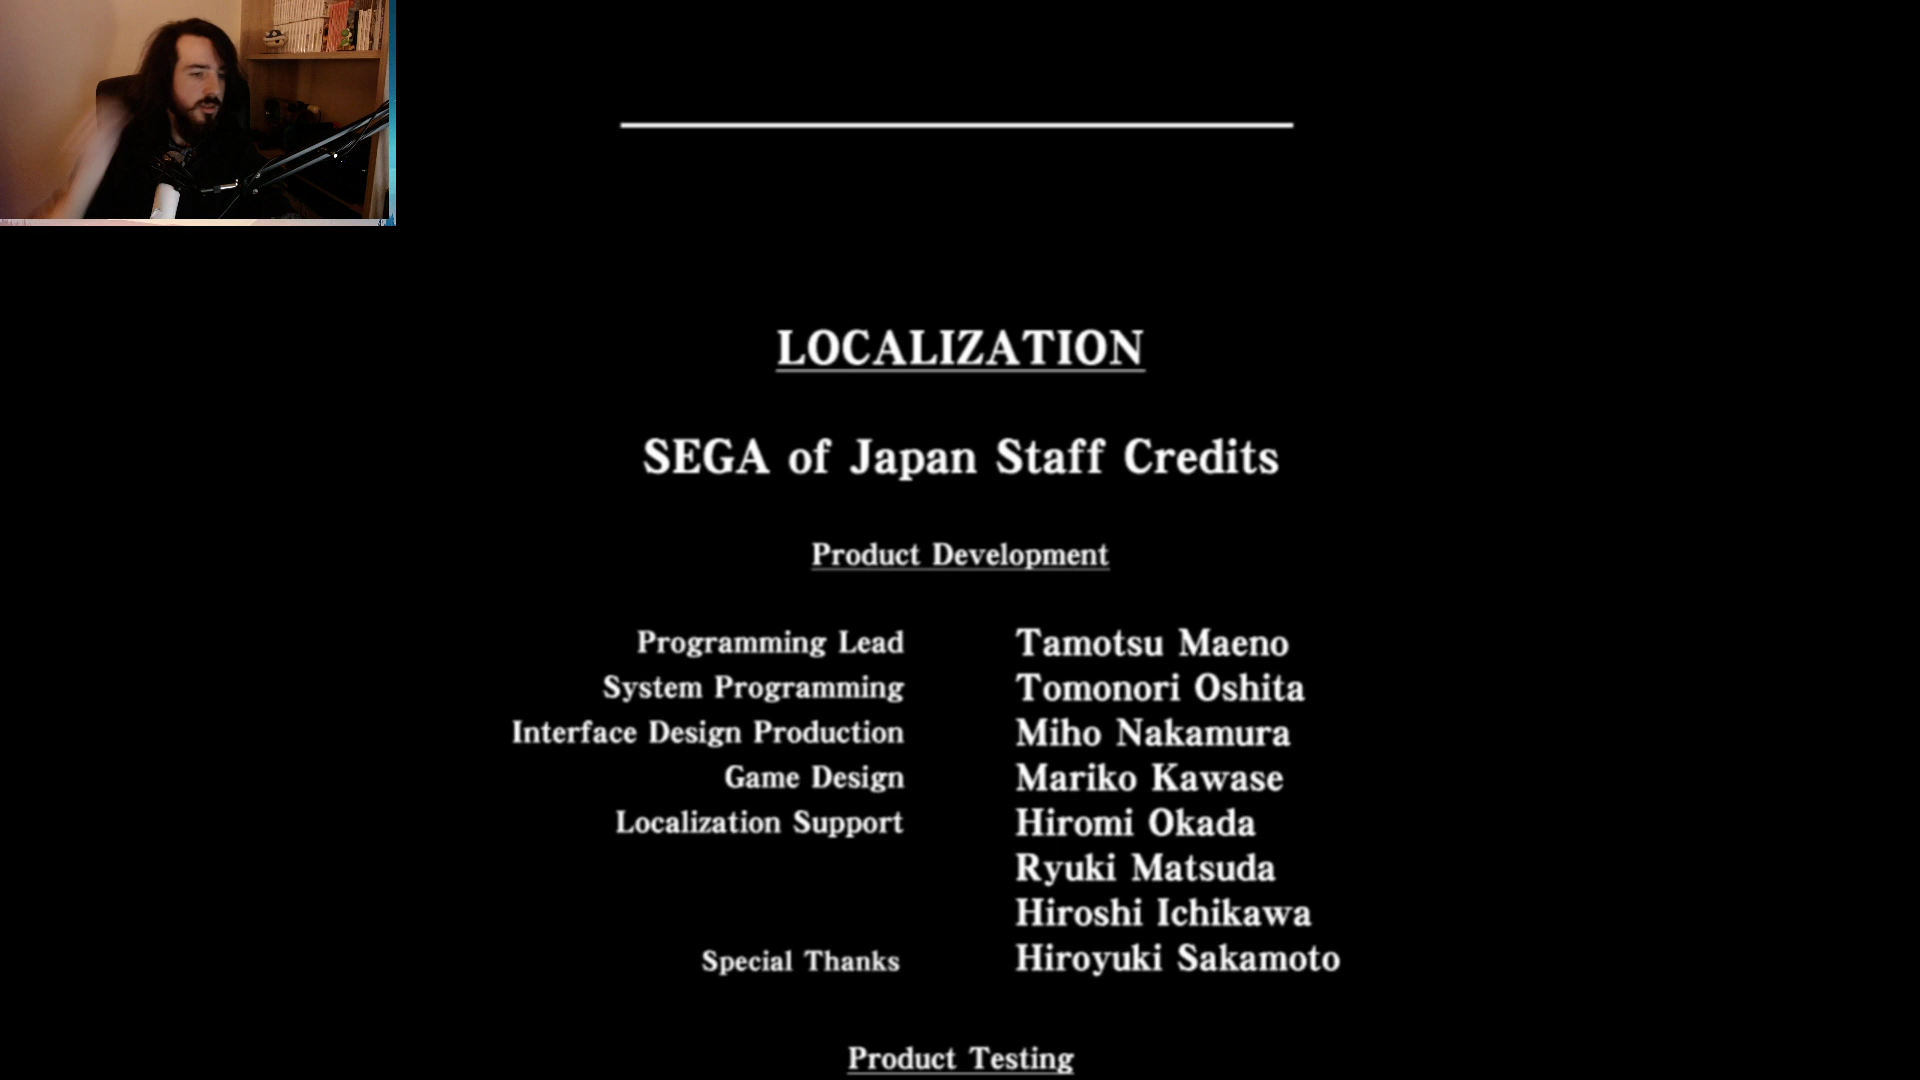 LOCALIZATION
SEGA of Japan Staff Credits
Product Development
Programming Lead Tamotsu Maeno
System Programming Tomonori Oshita
Interface Design Production Miho Nakamura
Game Design Mariko Kawase
Localization Support Hiromi Okada
Ryuki Matsuda
Hiroshi Ichikawa
Special Thanks Hiroyuki Sakamoto
Product Testing